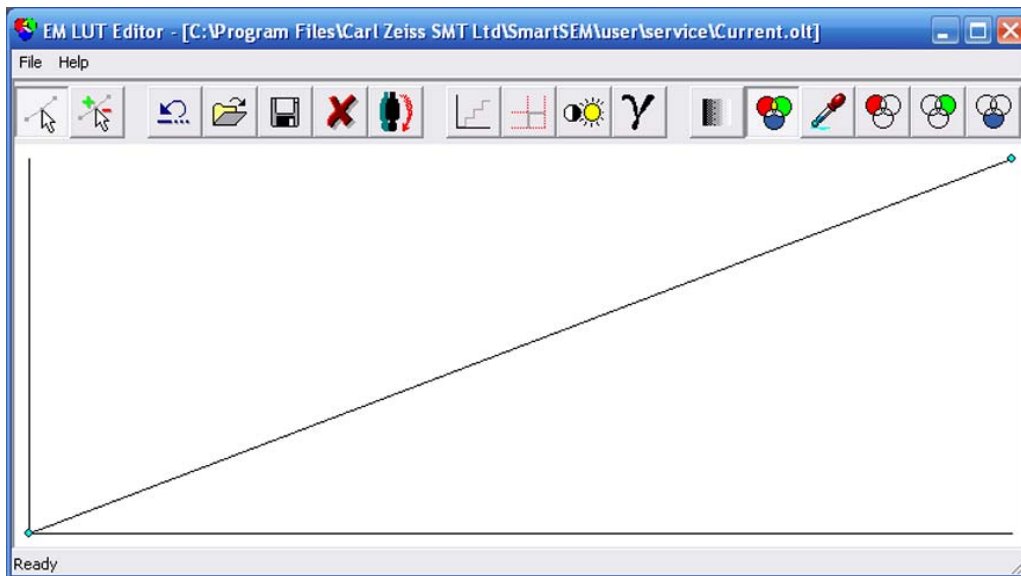 EM LUT Editor - [C:\Program Files\Carl Zeiss SMT Ltd\SmartSEM\user\service\Current.olt]
File Help
γ
Ready